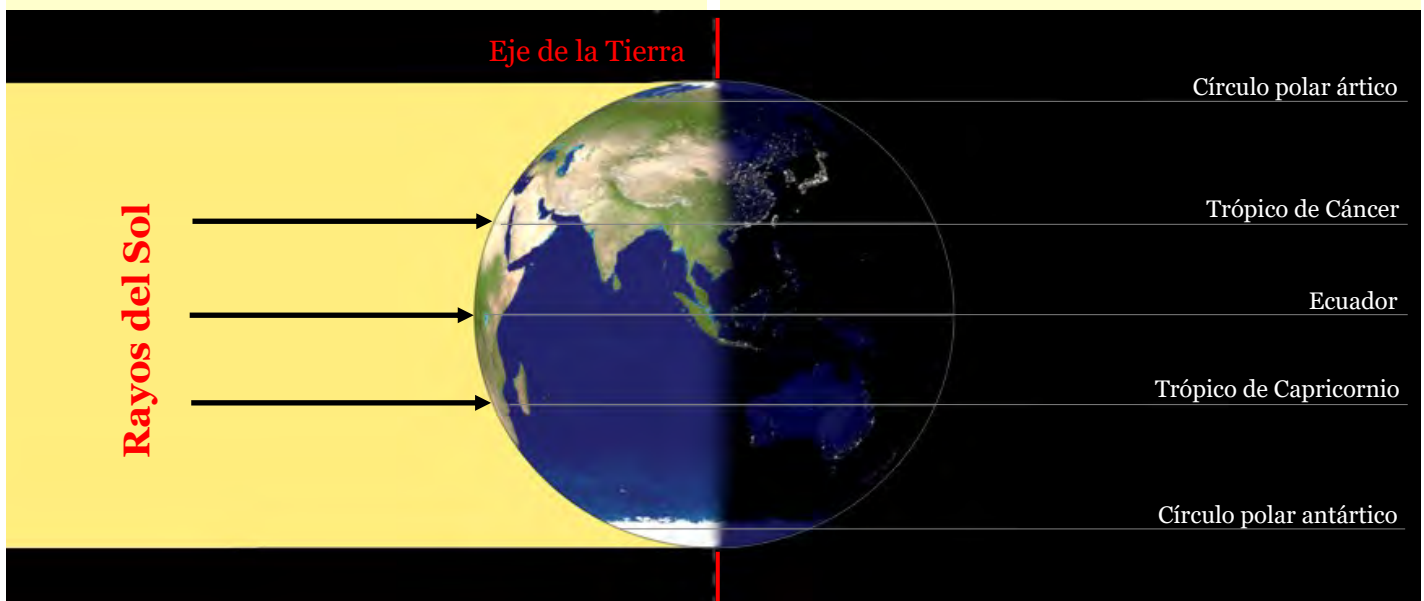 Eje de la Tierra
Círculo polar ártico
Trópico de Cáncer
Rayos del Sol
Ecuador
Trópico de Capricornio
Círculo polar antártico